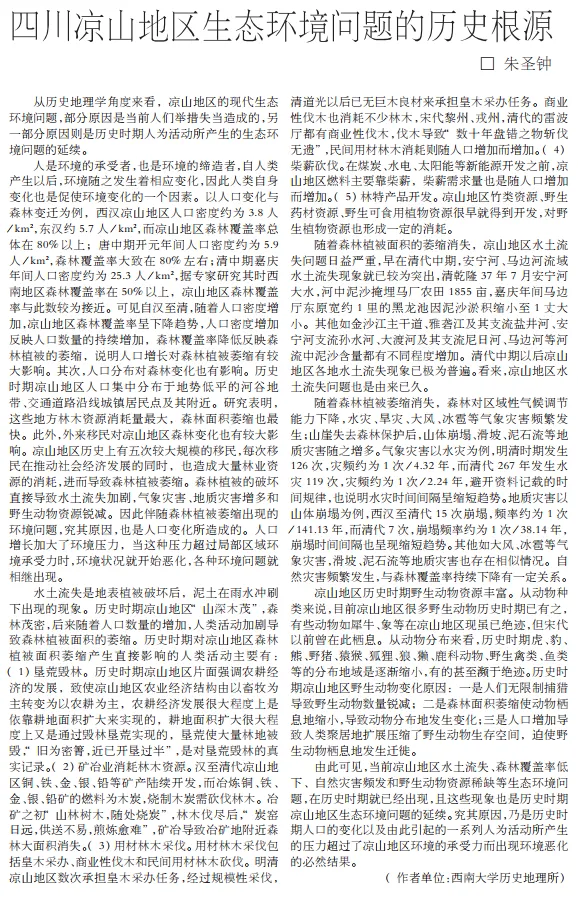 四川凉山地区生态环境问题的历史根源
□ 朱圣钟
从历史地理学角度来看，凉山地区的现代生态
环境问题,部分原因是当前人们举措失当造成的,另
一部分原因则是历史时期人为活动所产生的生态环
境问题的延续。
人是环境的承受者,也是环境的缔造者,自人类
产生以后,环境随之发生着相应变化,因此人类自身
变化也是促使环境变化的一个因素。以人口变化与
森林变迁为例，西汉凉山地区人口密度约为 3.8 人
/km²,东汉约 5.7 人/km²,而凉山地区森林覆盖率总
体在 80%以上；唐中期开元年间人口密度约为 5.9
人/km²,森林覆盖率大致在 80%左右;清中期嘉庆
年间人口密度约为 25.3 人/km²,据专家研究其时西
南地区森林覆盖率在 50%以上，凉山地区森林覆盖
率与此数较为接近。可见自汉至清,随着人口密度增
加,凉山地区森林覆盖率呈下降趋势,人口密度增加
反映人口数量的持续增加，森林覆盖率降低反映森
林植被的萎缩，说明人口增长对森林植被萎缩有较
大影响。其次,人口分布对森林变化也有影响。历史
时期凉山地区人口集中分布于地势低平的河谷地
带、交通道路沿线城镇居民点及其附近。研究表明，
这些地方林木资源消耗量最大，森林面积萎缩也最
快。此外,外来移民对凉山地区森林变化也有较大影
响。凉山地区历史上有五次较大规模的移民,每次移
民在推动社会经济发展的同时，也造成大量林业资
源的消耗,进而导致森林植被萎缩。森林植被的破坏
直接导致水土流失加剧,气象灾害、地质灾害增多和
野生动物资源锐减。因此伴随森林植被萎缩出现的
环境问题,究其原因,也是人口变化所造成的。人口
增长加大了环境压力，当这种压力超过局部区域环
境承受力时,环境状况就开始恶化,各种环境问题就
相继出现。
水土流失是地表植被破坏后，泥土在雨水冲刷
下出现的现象。历史时期凉山地区“山深木茂”,森
林茂密,后来随着人口数量的增加,人类活动加剧导
致森林植被面积的萎缩。历史时期对凉山地区森林
植被面积萎缩产生直接影响的人类活动主要有：
(1)垦荒毁林。历史时期凉山地区片面强调农耕经
济的发展，致使凉山地区农业经济结构由以畜牧为
主转变为以农耕为主，农耕经济发展很大程度上是
依靠耕地面积扩大来实现的，耕地面积扩大很大程
度上又是通过毁林垦荒实现的，垦荒使大量林地被
毁,“旧为密箐,近已开垦过半”,是对垦荒毁林的真
实记录。(2)矿冶业消耗林木资源。汉至清代凉山地
区铜、铁、金、银、铅等矿产陆续开发,而冶炼铜、铁、
金、银、铅矿的燃料为木炭,烧制木炭需砍伐林木。冶
矿之初“山林树木,随处烧炭”,林木伐尽后,“炭窑
日远,供送不易,煎炼愈难”,矿冶导致冶矿地附近森
林大面积消失。(3)用材林木采伐。用材林木采伐包
括皇木采办、商业性伐木和民间用材林木砍伐。明清
凉山地区数次承担皇木采办任务,经过规模性采伐，
清道光以后已无巨木良材来承担皇木采办任务。商业
性伐木也消耗不少林木,宋代黎州,戎州,清代的雷波
厅都有商业性伐木,伐木导致“数十年盘错之物斩伐
无遗”,民间用材林木消耗则随人口增加而增加。(4)
柴薪砍伐。在煤炭、水电、太阳能等新能源开发之前,凉
山地区燃料主要靠柴薪，柴薪需求量也是随人口增加
而增加。(5)林特产品开发。凉山地区竹类资源、野生
药材资源、野生可食用植物资源很早就得到开发,对野
生植物资源也形成一定的消耗。
随着森林植被面积的萎缩消失，凉山地区水土流
失问题日益严重,早在清代中期,安宁河、马边河流域
水土流失现象就已较为突出,清乾隆 37 年 7 月安宁河
大水,河中泥沙掩埋马厂农田 1855 亩,嘉庆年间马边
厅东原宽约 1 里的黑龙池因泥沙淤积缩小至 1 丈大
小。其他如金沙江主干道、雅砻江及其支流盐井河、安
宁河支流孙水河、大渡河及其支流尼日河、马边河等河
流中泥沙含量都有不同程度增加。清代中期以后凉山
地区各地水土流失现象已极为普遍。看来,凉山地区水
土流失问题也是由来已久。
随着森林植被萎缩消失，森林对区域性气候调节
能力下降,水灾、旱灾、大风、冰雹等气象灾害频繁发
生;山崖失去森林保护后,山体崩塌、滑坡、泥石流等地
质灾害随之增多。气象灾害以水灾为例,明清时期发生
126 次,灾频约为 1 次/4.32 年,而清代 267 年发生水
灾 119 次,灾频约为 1 次/2.24 年,避开资料记载的时
间规律,也说明水灾时间间隔呈缩短趋势。地质灾害以
山体崩塌为例,西汉至清代 15 次崩塌,频率约为 1 次
/141.13 年,而清代 7 次,崩塌频率约为 1 次/38.14 年,
崩塌时间间隔也呈现缩短趋势。其他如大风、冰雹等气
象灾害,滑坡、泥石流等地质灾害也存在相似情况。自
然灾害频繁发生,与森林覆盖率持续下降有一定关系。
凉山地区历史时期野生动物资源丰富。从动物种
类来说,目前凉山地区很多野生动物历史时期已有之，
有些动物如犀牛、象等在凉山地区现虽已绝迹,但宋代
以前曾在此栖息。从动物分布来看,历史时期虎、豹、
熊、野猪、猿猴、狐狸、狼、獭、鹿科动物、野生禽类、鱼类
等的分布地域是逐渐缩小,有的甚至濒于绝迹。历史时
期凉山地区野生动物变化原因：一是人们无限制捕猎
导致野生动物数量锐减；二是森林面积萎缩使动物栖
息地缩小,导致动物分布地发生变化;三是人口增加导
致人类聚居地扩展压缩了野生动物生存空间，迫使野
生动物栖息地发生迁徙。
由此可见,当前凉山地区水土流失、森林覆盖率低
下、自然灾害频发和野生动物资源稀缺等生态环境问
题,在历史时期就已经出现,且这些现象也是历史时期
凉山地区生态环境问题的延续。究其原因,乃是历史时
期人口的变化以及由此引起的一系列人为活动所产生
的压力超过了凉山地区环境的承受力而出现环境恶化
的必然结果。
(作者单位:西南大学历史地理所)